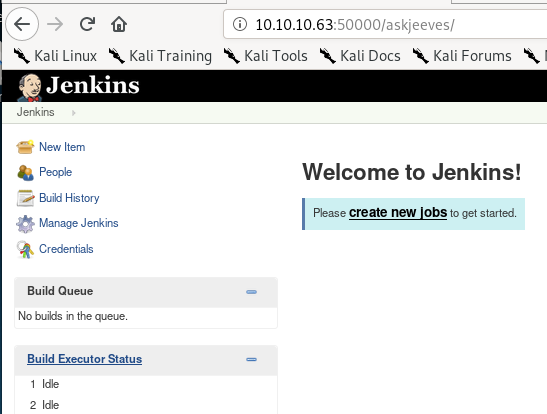 10.10.10.63:50000/askjeeves/
Kali Linux Kali Training Kali Tools Kali Docs Kali Forums
Jenkins
Jenkins
New Item
People
Build History
Manage Jenkins
Credentials
Welcome to Jenkins!
Please create new jobs to get started.
Build Queue
No builds in the queue.
Build Executor Status
1 Idle
2 Idle